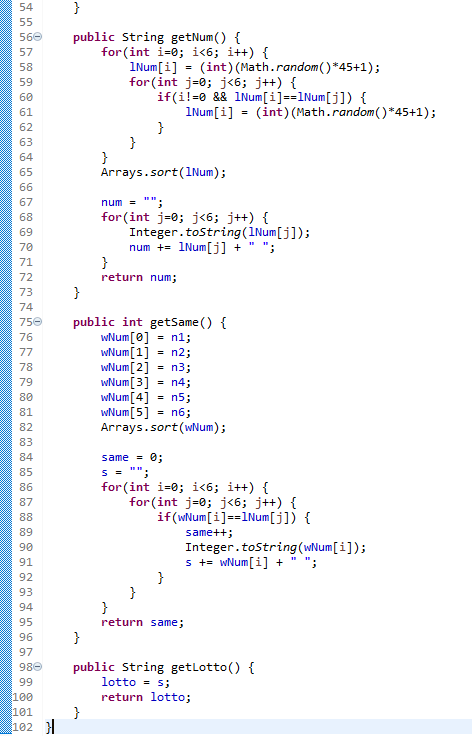 54     }
55
56     public String getNum() {
57         for(int i=0; i<6; i++) {
58             lNum[i] = (int)(Math.random()*45+1);
59             for(int j=0; j<6; j++) {
60                 if(i!=0 && lNum[i]==lNum[j]) {
61                     lNum[i] = (int)(Math.random()*45+1);
62                 }
63             }
64         }
65         Arrays.sort(lNum);
66
67         num = "";
68         for(int j=0; j<6; j++) {
69             Integer.toString(lNum[j]);
70             num += lNum[j] + " ";
71         }
72         return num;
73     }
74
75     public int getSame() {
76         wNum[0] = n1;
77         wNum[1] = n2;
78         wNum[2] = n3;
79         wNum[3] = n4;
80         wNum[4] = n5;
81         wNum[5] = n6;
82         Arrays.sort(wNum);
83
84         same = 0;
85         s = "";
86         for(int i=0; i<6; i++) {
87             for(int j=0; j<6; j++) {
88                 if(wNum[i]==lNum[j]) {
89                     same++;
90                     Integer.toString(wNum[i]);
91                     s += wNum[i] + " ";
92                 }
93             }
94         }
95         return same;
96     }
97
98     public String getLotto() {
99         lotto = s;
100         return lotto;
101     }
102 }